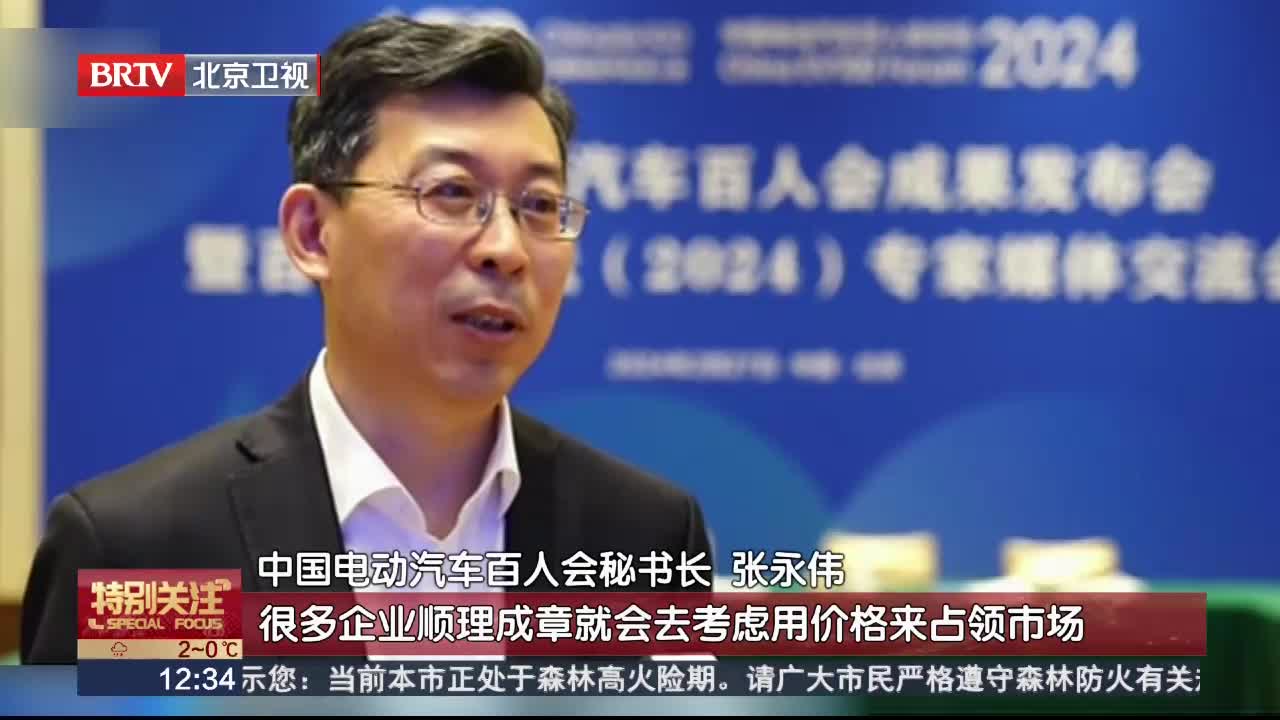 BRTV 北京卫视
2024
汽车百人会成果发布会
暨百
(2024)专家媒体交流会
中国电动汽车百人会秘书长 张永伟
特别关注
SPECIAL FOCUS
很多企业顺理成章就会去考虑用价格来占领市场
2~0℃
12:34 示您：当前本市正处于森林高火险期。请广大市民严格遵守森林防火有关